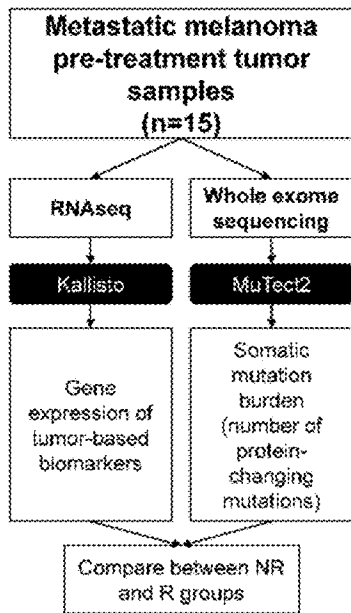 Metastatic melanoma
pre-treatment tumor
samples
(n=15)
RNAseq
Whole exome
sequencing
Kallisto
MuTect2
Gene
expression of
tumor-based
biomarkers
Somatic
mutation
burden
(number of
protein-
changing
mutations)
Compare between NR
and R groups